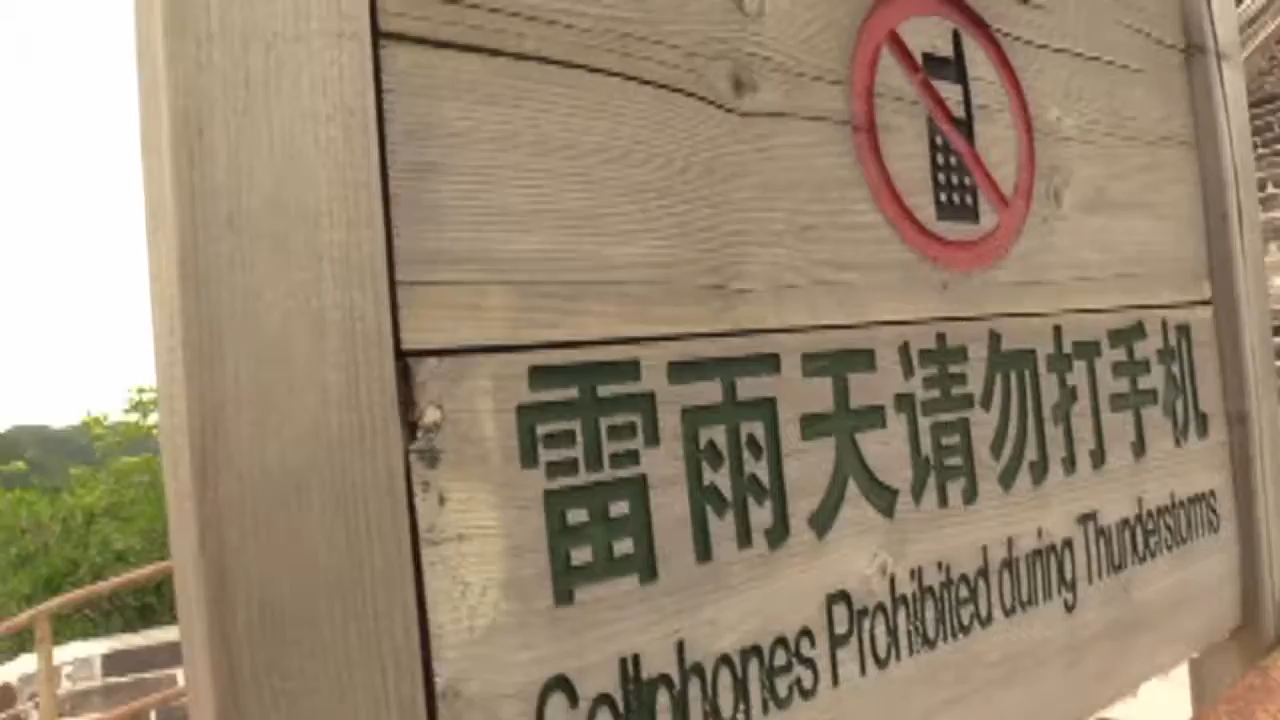 雷雨天请勿打手机
Cellphones Prohibited during Thunderstorms